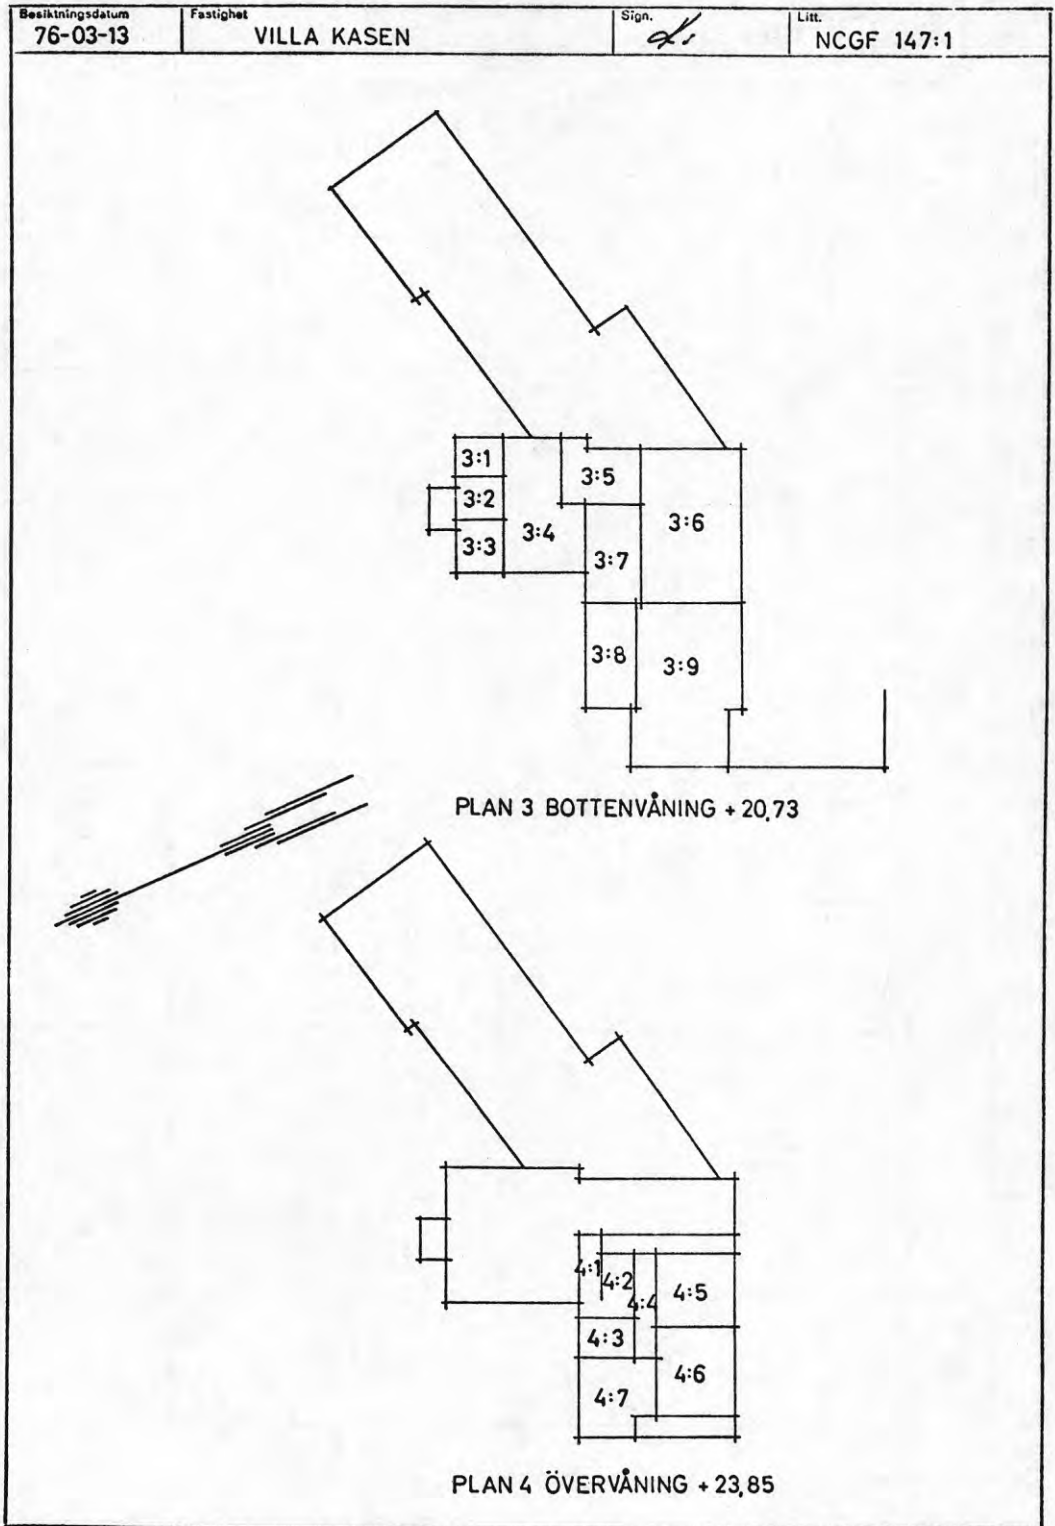 Besiktningsdatum
76-03-13
Fastighet
VILLA KASEN
Sign.
Litt.
NCGF 147:1
3:1
3:2
3:3
3:4
3:5
3:6
3:7
3:8
3:9
PLAN 3 BOTTENVÅNING +20,73
4:1
4:2
4:4
4:5
4:3
4:6
4:7
PLAN 4 ÖVERVÅNING +23,85